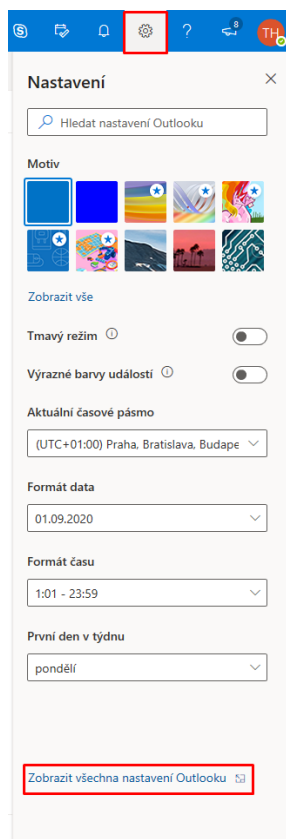 S ? 8 TH
Nastavení
Hledat nastavení Outlooku
Motiv
Zobrazit vše
Tmavý režim
Výrazné barvy událostí
Aktuální časové pásmo
(UTC+01:00) Praha, Bratislava, Budape
Formát data
01.09.2020
Formát času
1:01 - 23:59
První den v týdnu
pondělí
Zobrazit všechna nastavení Outlooku